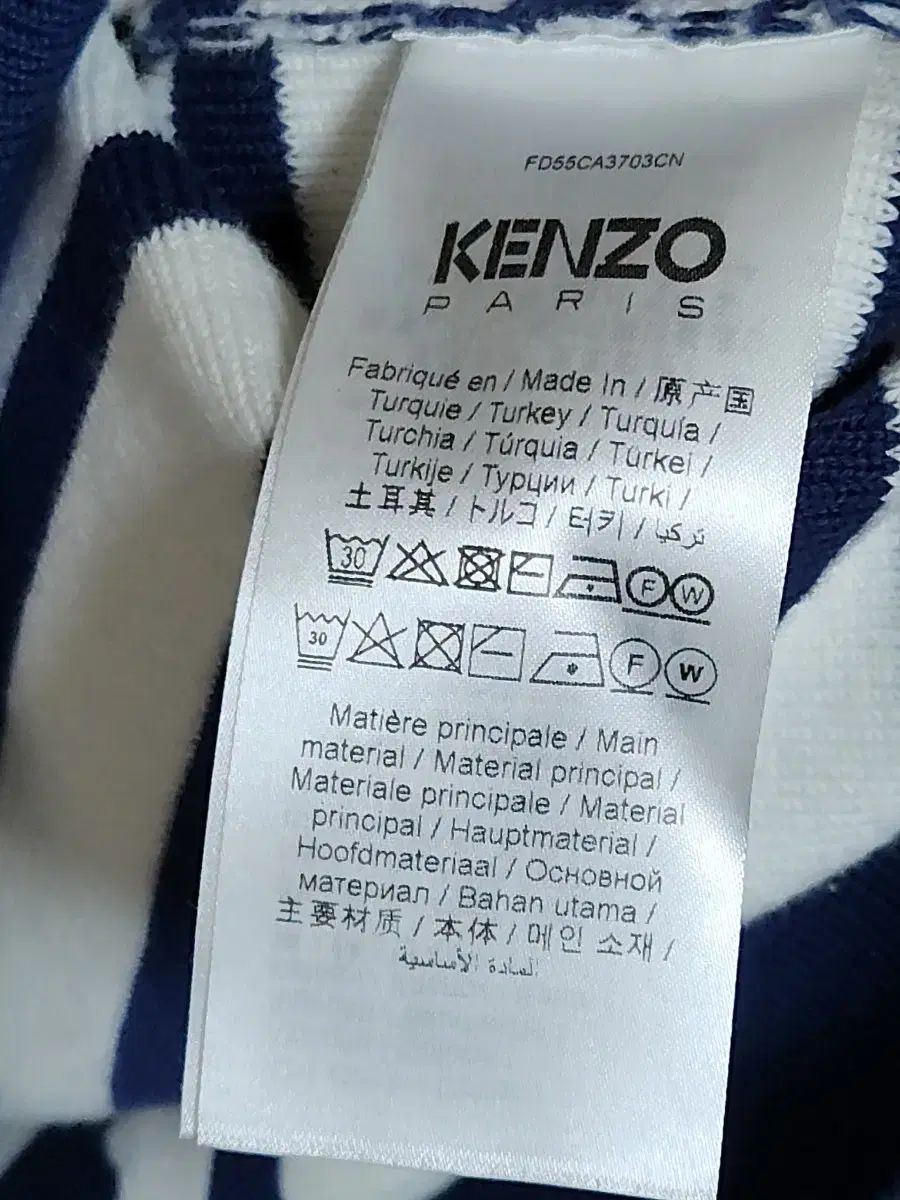 FD55CA3703CN
KENZO
PARIS
Fabriqué en / Made In / 原产国
Turquie / Turkey / Turquía /
Turchia / Túrquia / Türkei /
Turkije / Турции / Turki /
土耳其 / トルコ / 터키 / تركيا
30 F W
30 F W
Matière principale / Main
material / Material principal /
Materiale principale / Material
principal / Hauptmaterial /
Hoofdmateriaal / Основной
материал / Bahan utama /
主要材质 / 本体 / 메인 소재 /
المادة الأساسية